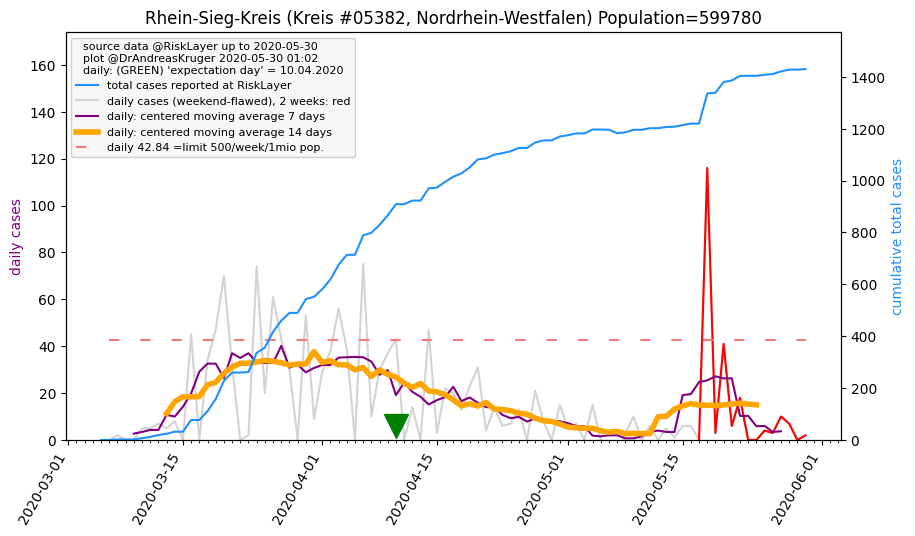 Rhein-Sieg-Kreis (Kreis #05382, Nordrhein-Westfalen) Population=599780
source data @RiskLayer up to 2020-05-30
plot @DrAndreasKruger 2020-05-30 01:02
daily: (GREEN) 'expectation day' = 10.04.2020
total cases reported at RiskLayer
daily cases (weekend-flawed), 2 weeks: red
daily: centered moving average 7 days
daily: centered moving average 14 days
daily 42.84 =limit 500/week/1mio pop.
daily cases
160
140
120
100
80
60
40
20
0
cumulative total cases
1400
1200
1000
800
600
400
200
0
2020-03-01
2020-03-15
2020-04-01
2020-04-15
2020-05-01
2020-05-15
2020-06-01